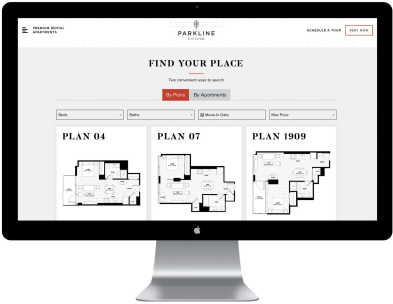 PREMIUM RENTAL
APARTMENTS
PARKLINE
CHICAGO
SCHEDULE A TOUR
RENT NOW
FIND YOUR PLACE
Two convenient ways to search
By Plans
By Apartments
Beds
Baths
Move-In Date
Max Price
PLAN 04
PLAN 07
PLAN 1909